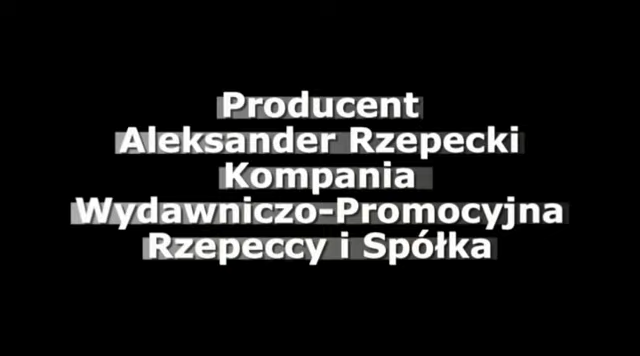 Producent
Aleksander Rzepecki
Kompania
Wydawniczo-Promocyjna
Rzepeccy i Spółka